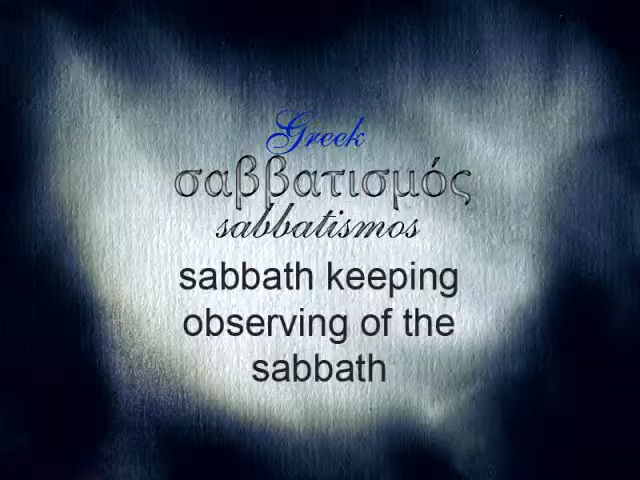 Greek
σαββατισμός
sabbatismos
sabbath keeping
observing of the
sabbath